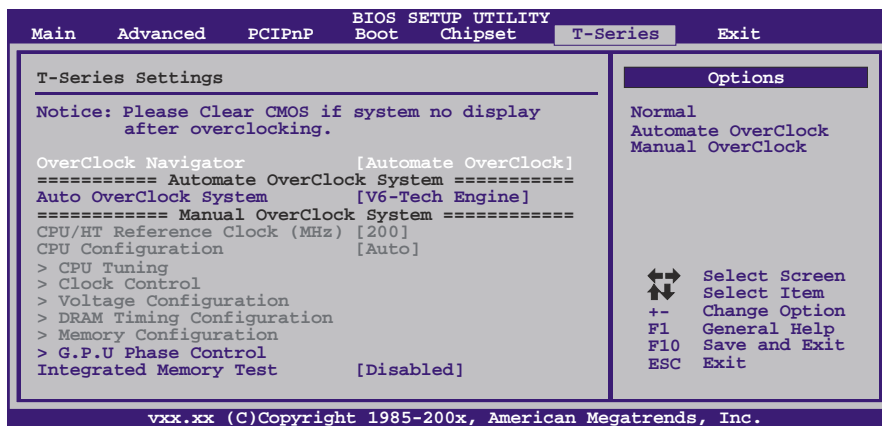 BIOS SETUP UTILITY
Main Advanced PCIPnP Boot Chipset T-Series Exit
T-Series Settings
Notice: Please Clear CMOS if system no display
after overclocking.
OverClock Navigator [Automate OverClock]
=========== Automate OverClock System ===========
Auto OverClock System [V6-Tech Engine]
============ Manual OverClock System ============
CPU/HT Reference Clock (MHz) [200]
CPU Configuration [Auto]
> CPU Tuning
> Clock Control
> Voltage Configuration
> DRAM Timing Configuration
> Memory Configuration
> G.P.U Phase Control
Integrated Memory Test [Disabled]
Options
Normal
Automate OverClock
Manual OverClock
Select Screen
Select Item
+- Change Option
F1 General Help
F10 Save and Exit
ESC Exit
vxx.xx (C)Copyright 1985-200x, American Megatrends, Inc.